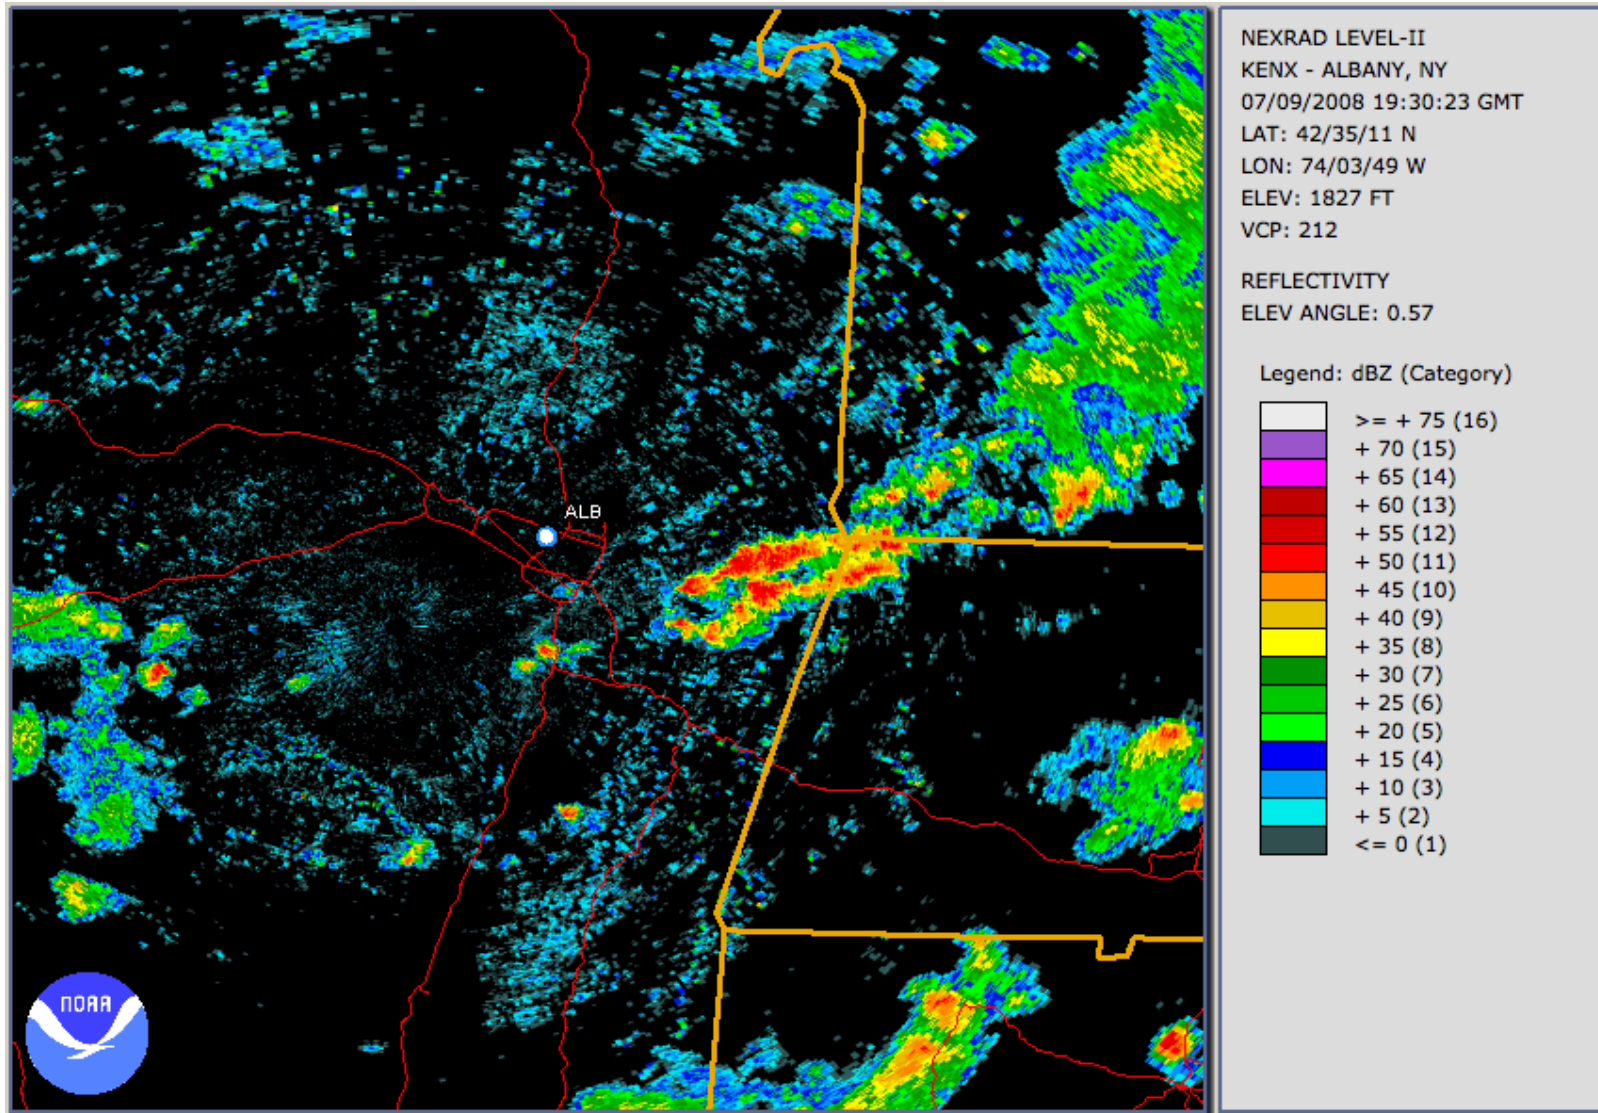 ALB
NOAA
NEXRAD LEVEL-II
KENX - ALBANY, NY
07/09/2008 19:30:23 GMT
LAT: 42/35/11 N
LON: 74/03/49 W
ELEV: 1827 FT
VCP: 212
REFLECTIVITY
ELEV ANGLE: 0.57
Legend: dBZ (Category)
>= + 75 (16)
+ 70 (15)
+ 65 (14)
+ 60 (13)
+ 55 (12)
+ 50 (11)
+ 45 (10)
+ 40 (9)
+ 35 (8)
+ 30 (7)
+ 25 (6)
+ 20 (5)
+ 15 (4)
+ 10 (3)
+ 5 (2)
<= 0 (1)